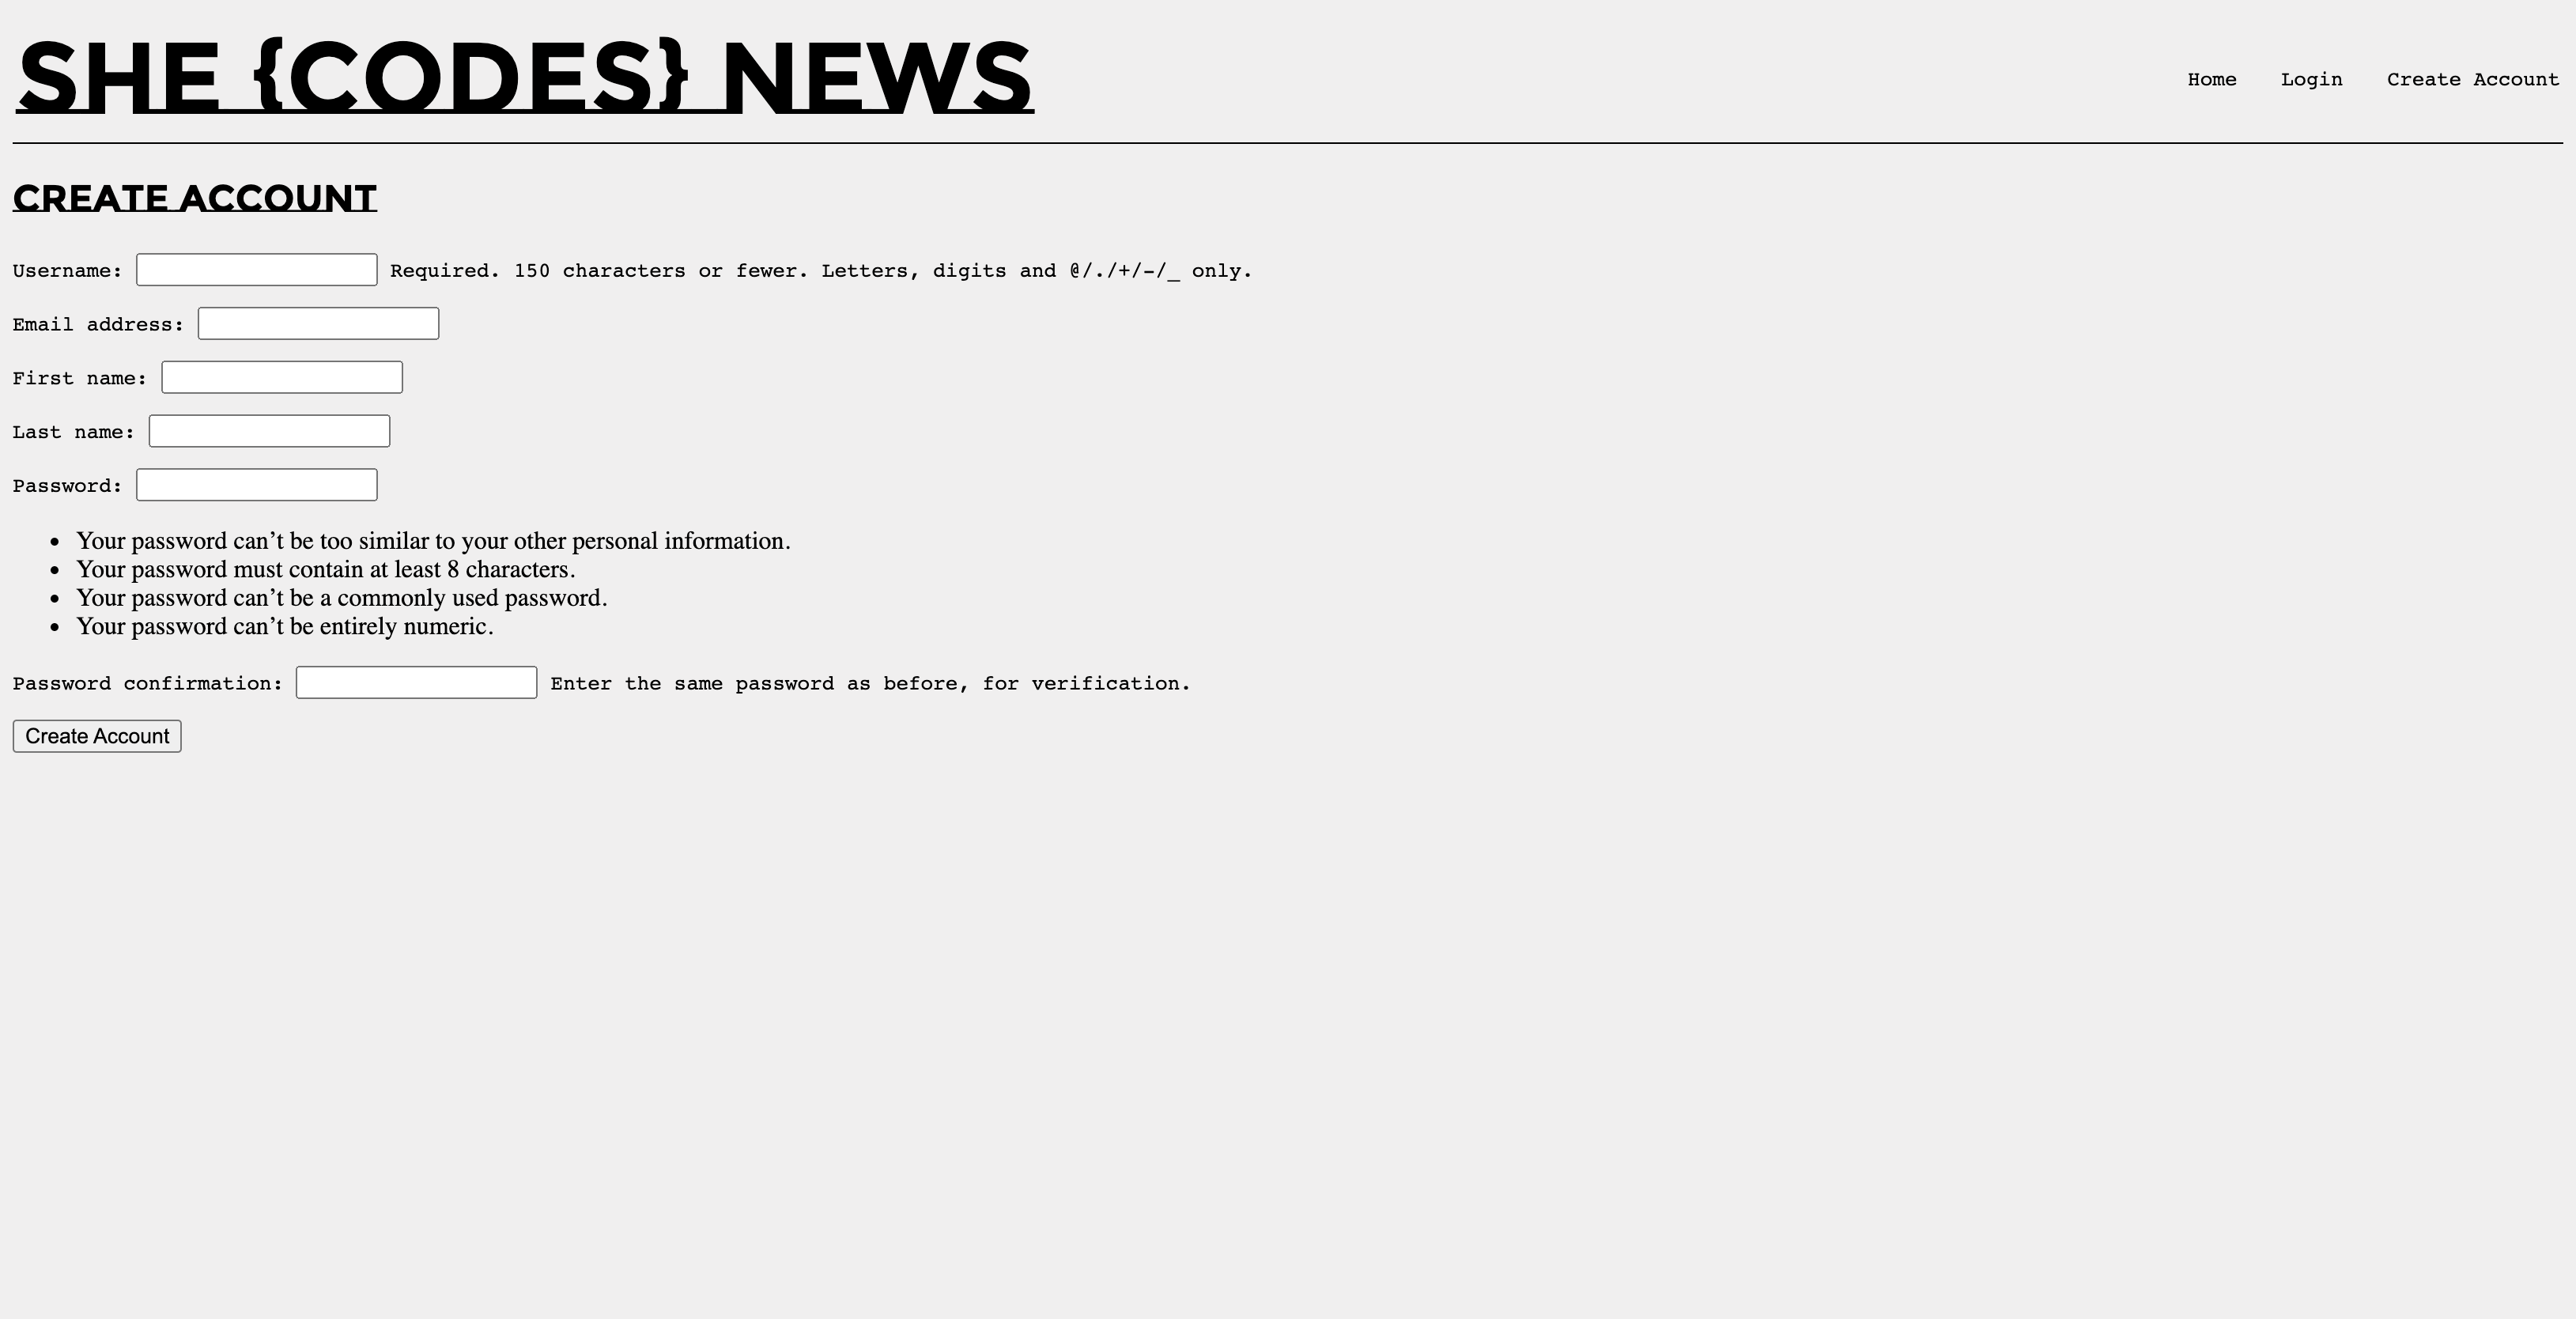 SHE {CODES} NEWS
Home Login Create Account
CREATE ACCOUNT
Username: Required. 150 characters or fewer. Letters, digits and @/./+/-/_ only.
Email address:
First name:
Last name:
Password:
• Your password can’t be too similar to your other personal information.
• Your password must contain at least 8 characters.
• Your password can’t be a commonly used password.
• Your password can’t be entirely numeric.
Password confirmation: Enter the same password as before, for verification.
Create Account